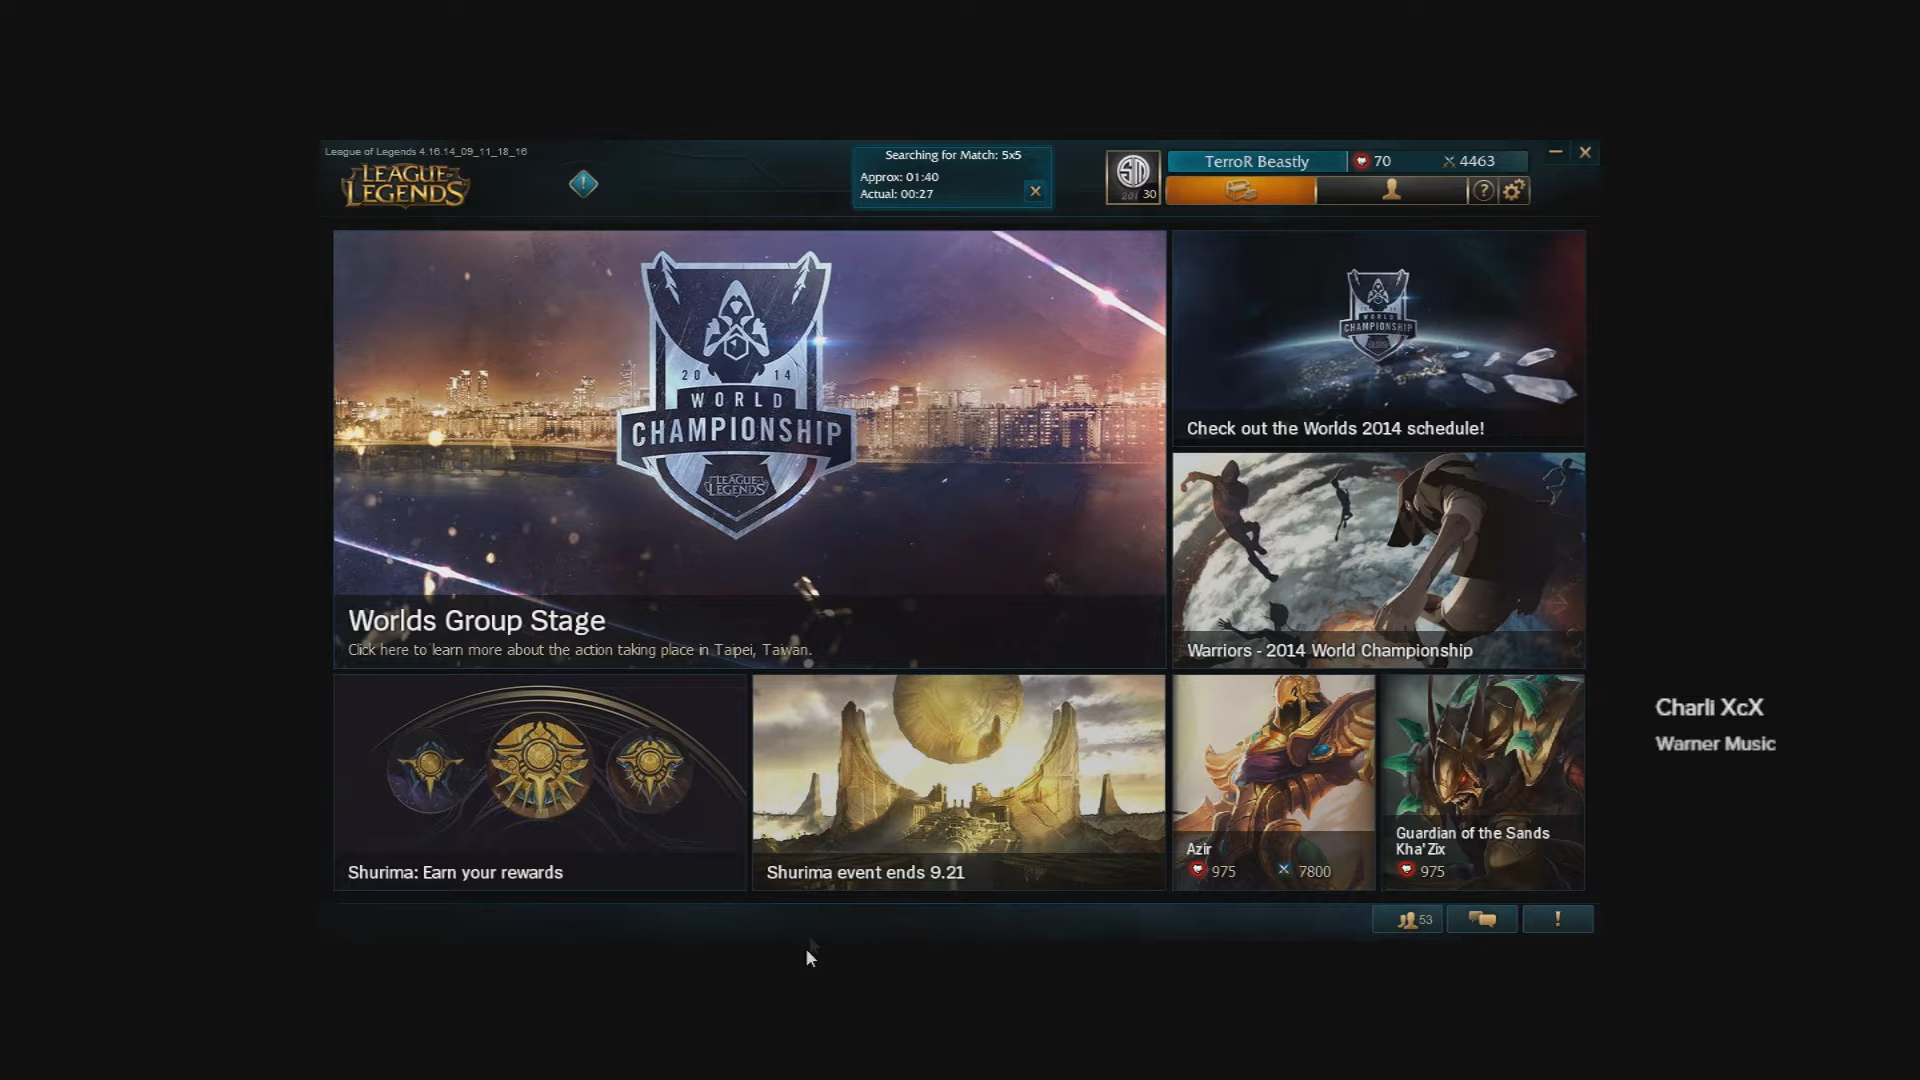 League of Legends 4.16.14_09_11_18_16
LEAGUE OF LEGENDS
Searching for Match: 5x5
Approx: 01:40
Actual: 00:27
30
TerroR Beastly
70
4463
2014
WORLD
CHAMPIONSHIP
LEAGUE OF LEGENDS
Worlds Group Stage
Click here to learn more about the action taking place in Taipei, Taiwan.
WORLD
CHAMPIONSHIP
Check out the Worlds 2014 schedule!
Warriors - 2014 World Championship
Shurima: Earn your rewards
Shurima event ends 9.21
Azir
975
7800
Guardian of the Sands
Kha'Zix
975
Charli XcX
Warner Music
53